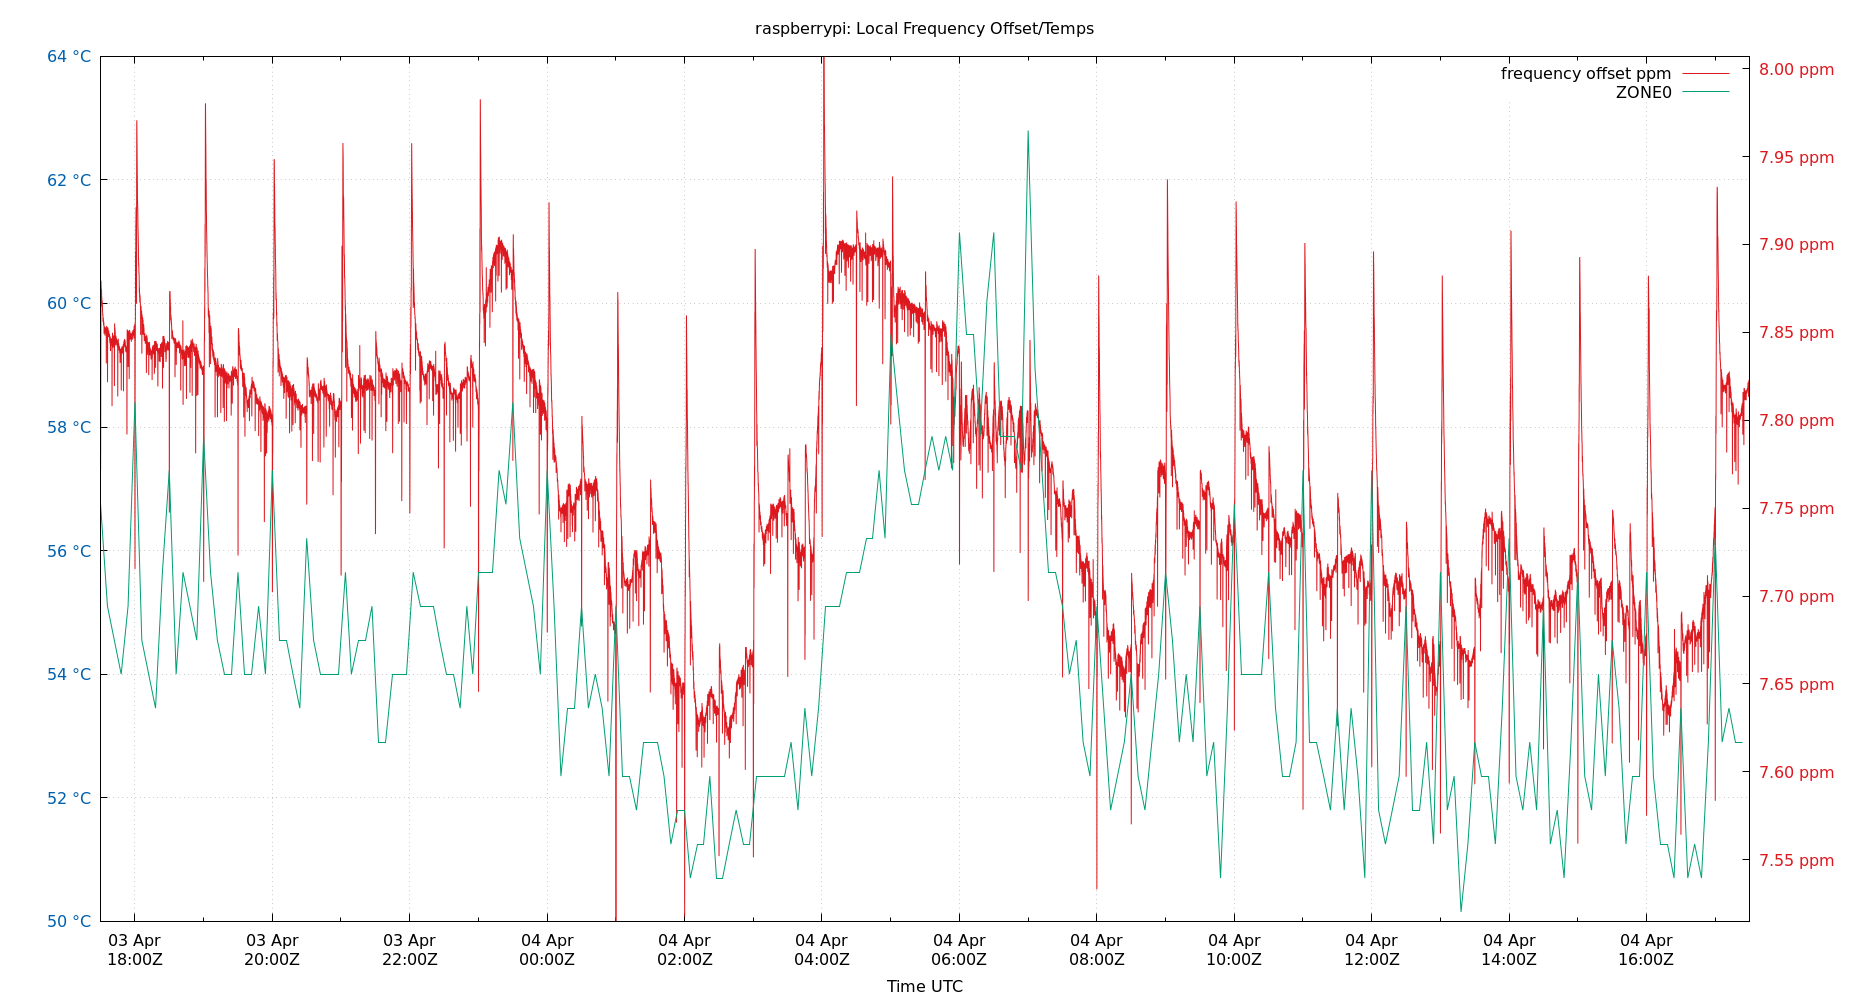 raspberrypi: Local Frequency Offset/Temps
64 °C
62 °C
60 °C
58 °C
56 °C
54 °C
52 °C
50 °C
8.00 ppm
7.95 ppm
7.90 ppm
7.85 ppm
7.80 ppm
7.75 ppm
7.70 ppm
7.65 ppm
7.60 ppm
7.55 ppm
frequency offset ppm
ZONE0
03 Apr
18:00Z
03 Apr
20:00Z
03 Apr
22:00Z
04 Apr
00:00Z
04 Apr
02:00Z
04 Apr
04:00Z
04 Apr
06:00Z
04 Apr
08:00Z
04 Apr
10:00Z
04 Apr
12:00Z
04 Apr
14:00Z
04 Apr
16:00Z
Time UTC